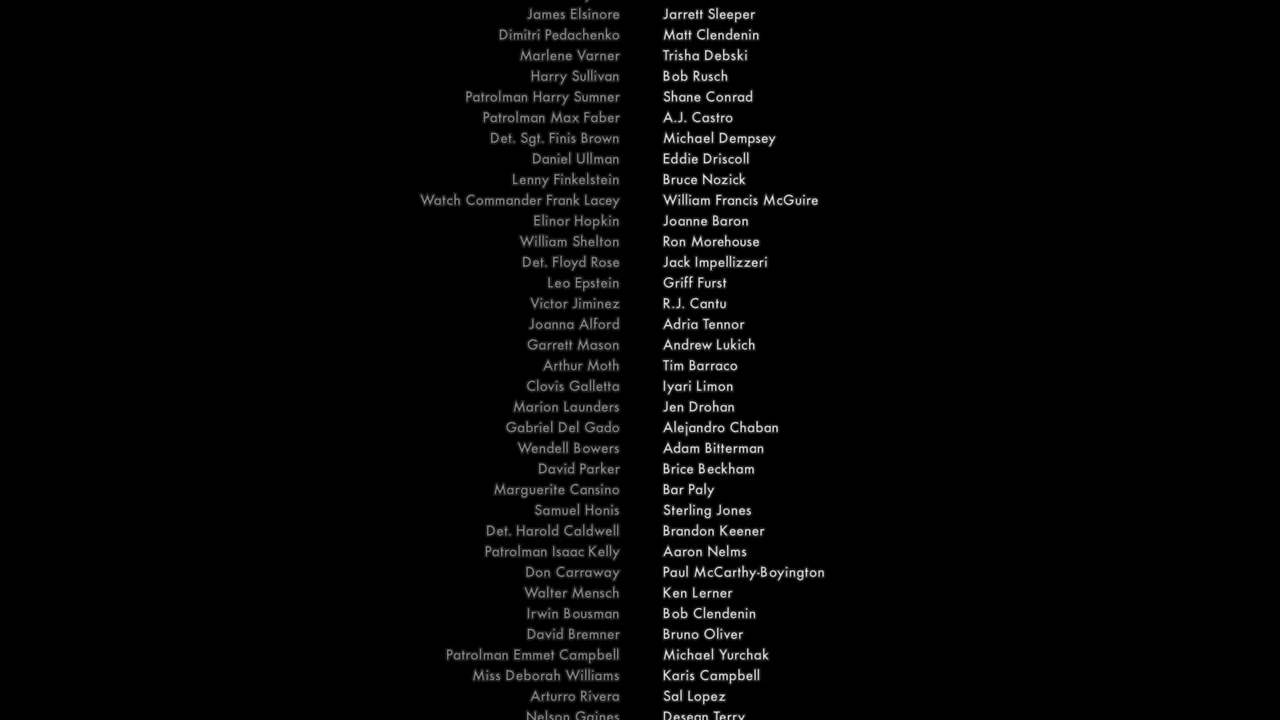 James Elsinore Jarrett Sleeper
Dimitri Pedachenko Matt Clendenin
Marlene Varner Trisha Debski
Harry Sullivan Bob Rusch
Patrolman Harry Sumner Shane Conrad
Patrolman Max Faber A.J. Castro
Det. Sgt. Finis Brown Michael Dempsey
Daniel Ullman Eddie Driscoll
Lenny Finkelstein Bruce Nozick
Watch Commander Frank Lacey William Francis McGuire
Elinor Hopkin Joanne Baron
William Shelton Ron Morehouse
Det. Floyd Rose Jack Impellizzeri
Leo Epstein Griff Furst
Victor Jiminez R.J. Cantu
Joanna Alford Adria Tennor
Garrett Mason Andrew Lukich
Arthur Moth Tim Barraco
Clovis Galletta Iyari Limon
Marion Launders Jen Drohan
Gabriel Del Gado Alejandro Chaban
Wendell Bowers Adam Bitterman
David Parker Brice Beckham
Marguerite Cansino Bar Paly
Samuel Honis Sterling Jones
Det. Harold Caldwell Brandon Keener
Patrolman Isaac Kelly Aaron Nelms
Don Carraway Paul McCarthy-Boyington
Walter Mensch Ken Lerner
Irwin Bousman Bob Clendenin
David Bremner Bruno Oliver
Patrolman Emmet Campbell Michael Yurchak
Miss Deborah Williams Karis Campbell
Arturro Rivera Sal Lopez
Nelson Gaines Desean Terry